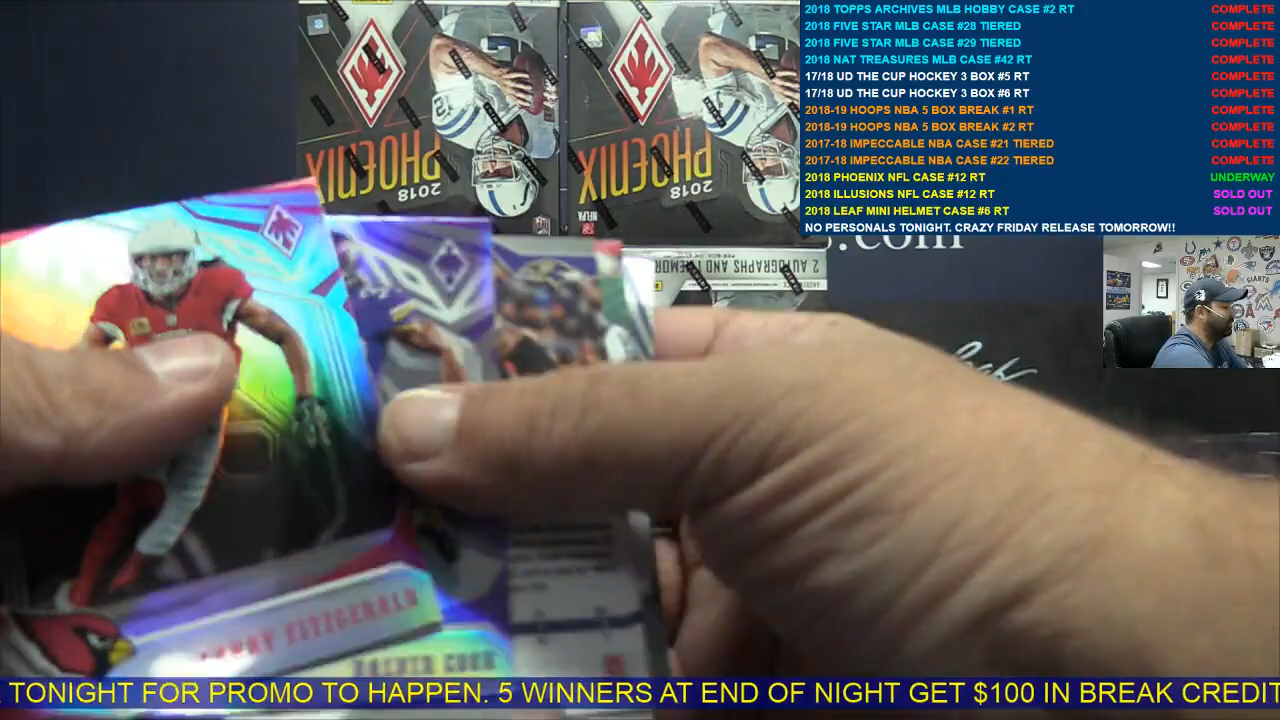 2018 TOPPS ARCHIVES MLB HOBBY CASE #2 RT COMPLETE
2018 FIVE STAR MLB CASE #28 TIERED COMPLETE
2018 FIVE STAR MLB CASE #29 TIERED COMPLETE
2018 NAT TREASURES MLB CASE #42 RT COMPLETE
17/18 UD THE CUP HOCKEY 3 BOX #5 RT COMPLETE
17/18 UD THE CUP HOCKEY 3 BOX #6 RT COMPLETE
2018-19 HOOPS NBA 5 BOX BREAK #1 RT COMPLETE
2018-19 HOOPS NBA 5 BOX BREAK #2 RT COMPLETE
2017-18 IMPECCABLE NBA CASE #21 TIERED COMPLETE
2017-18 IMPECCABLE NBA CASE #22 TIERED COMPLETE
2018 PHOENIX NFL CASE #12 RT UNDERWAY
2018 ILLUSIONS NFL CASE #12 RT SOLD OUT
2018 LEAF MINI HELMET CASE #6 RT SOLD OUT
NO PERSONALS TONIGHT. CRAZY FRIDAY RELEASE TOMORROW!!
PHOENIX
2018
PHOENIX
2018
s.com
2 AUTOGRAPHS AND
LARRY FITZGERALD
COOK
TONIGHT FOR PROMO TO HAPPEN. 5 WINNERS AT END OF NIGHT GET $100 IN BREAK CREDIT